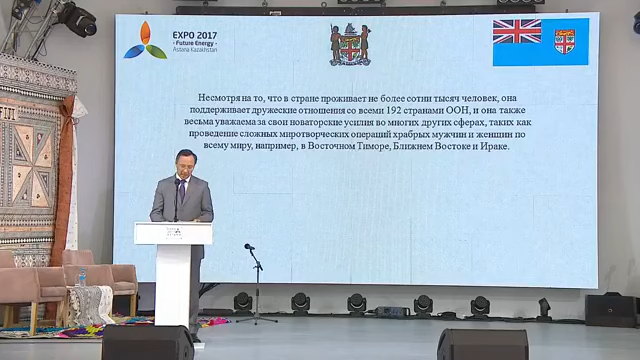 EXPO 2017
· Future Energy ·
Astana Kazakhstan
Несмотря на то, что в стране проживает не более сотни тысяч человек, она
поддерживает дружеские отношения со всеми 192 странами ООН, и она также
весьма уважаема за свои новаторские усилия во многих других сферах, таких как
проведение сложных миротворческих операций храбрых мужчин и женщин по
всему миру, например, в Восточном Тиморе, Ближнем Востоке и Ираке.
FIJI